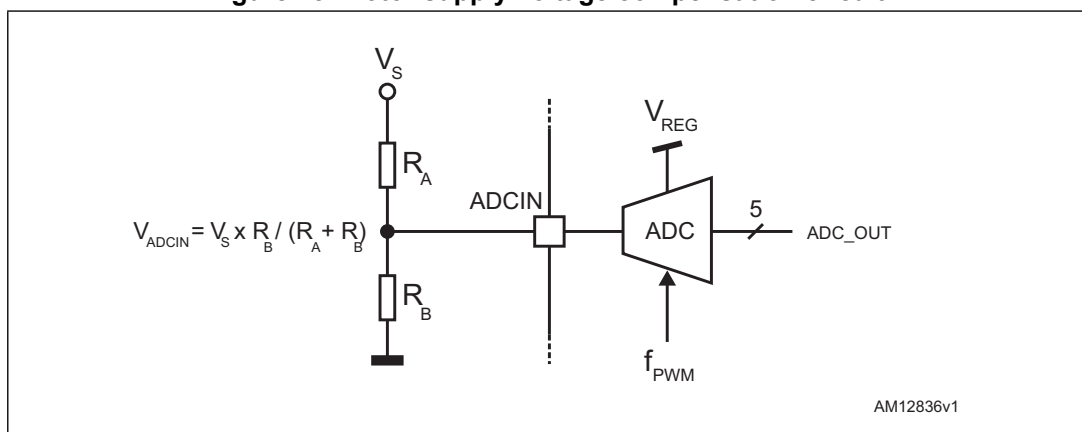 V_S
R_A
V_REG
ADCIN
V_ADCIN = V_S x R_B / (R_A + R_B)
ADC
5
ADC_OUT
R_B
f_PWM
AM12836v1